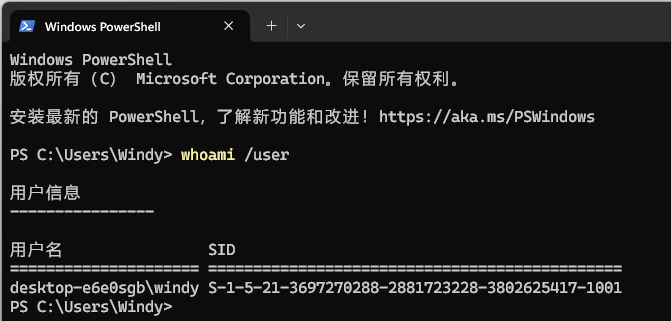 Windows PowerShell
Windows PowerShell
版权所有 (C) Microsoft Corporation。保留所有权利。
安装最新的 PowerShell，了解新功能和改进！https://aka.ms/PSWindows
PS C:\Users\Windy> whoami /user
用户信息
----------------
用户名 SID
===================== ==============================================
desktop-e6e0sgb\windy S-1-5-21-3697270288-2881723228-3802625417-1001
PS C:\Users\Windy>